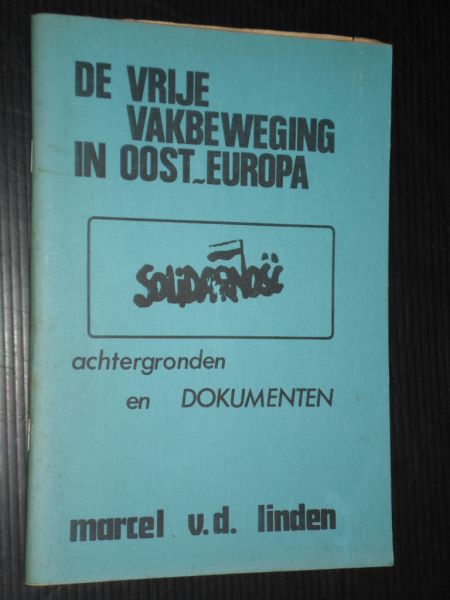 DE VRIJE
VAKBEWEGING
IN OOST-EUROPA
SOLIDARNOŚĆ
achtergronden
en DOKUMENTEN
marcel v.d. linden